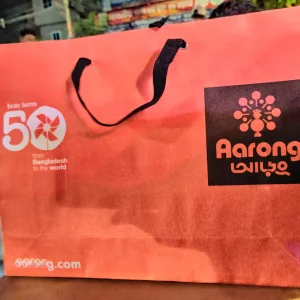 brac turns
50
from
Bangladesh
to the world
Aarong
আড়ং
aarong.com